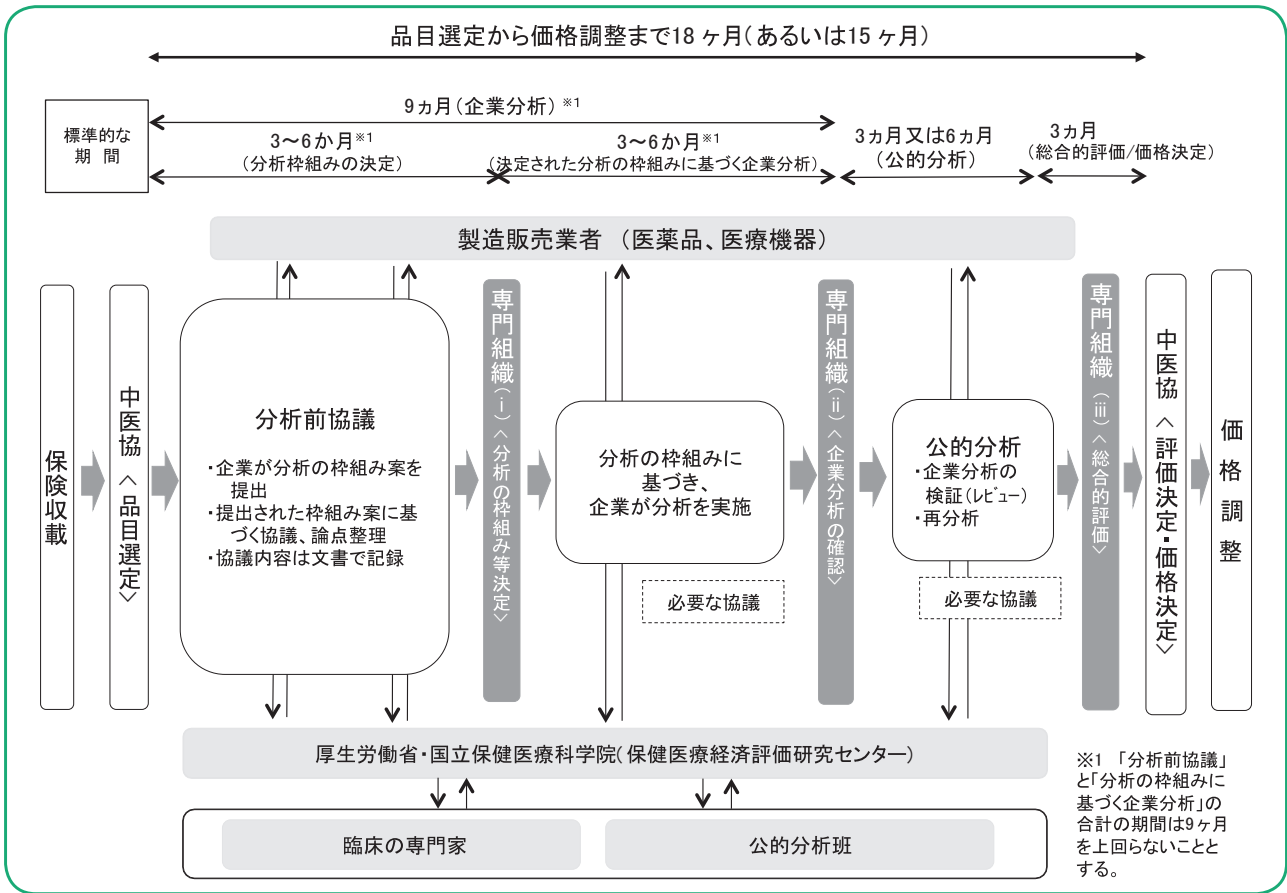 品目選定から価格調整まで18ヶ月(あるいは15ヶ月)
標準的な
期 間
9ヵ月(企業分析)※1
3～6か月※1
(分析枠組みの決定)
3～6か月※1
(決定された分析の枠組みに基づく企業分析)
3ヵ月又は6ヵ月
(公的分析)
3ヵ月
(総合的評価/価格決定)
製造販売業者 (医薬品、医療機器)
保険収載
中医協<品目選定>
分析前協議
・企業が分析の枠組み案を
提出
・提出された枠組み案に基
づく協議、論点整理
・協議内容は文書で記録
専門組織(ⅰ)<分析の枠組み等決定>
分析の枠組みに
基づき、
企業が分析を実施
必要な協議
専門組織(ⅱ)<企業分析の確認>
公的分析
・企業分析の
検証(レビュー)
・再分析
必要な協議
専門組織(ⅲ)<総合的評価>
中医協<評価決定・価格決定>
価格調整
厚生労働省・国立保健医療科学院(保健医療経済評価研究センター)
臨床の専門家
公的分析班
※1 「分析前協議」
と「分析の枠組みに
基づく企業分析」の
合計の期間は9ヶ月
を上回らないことと
する。